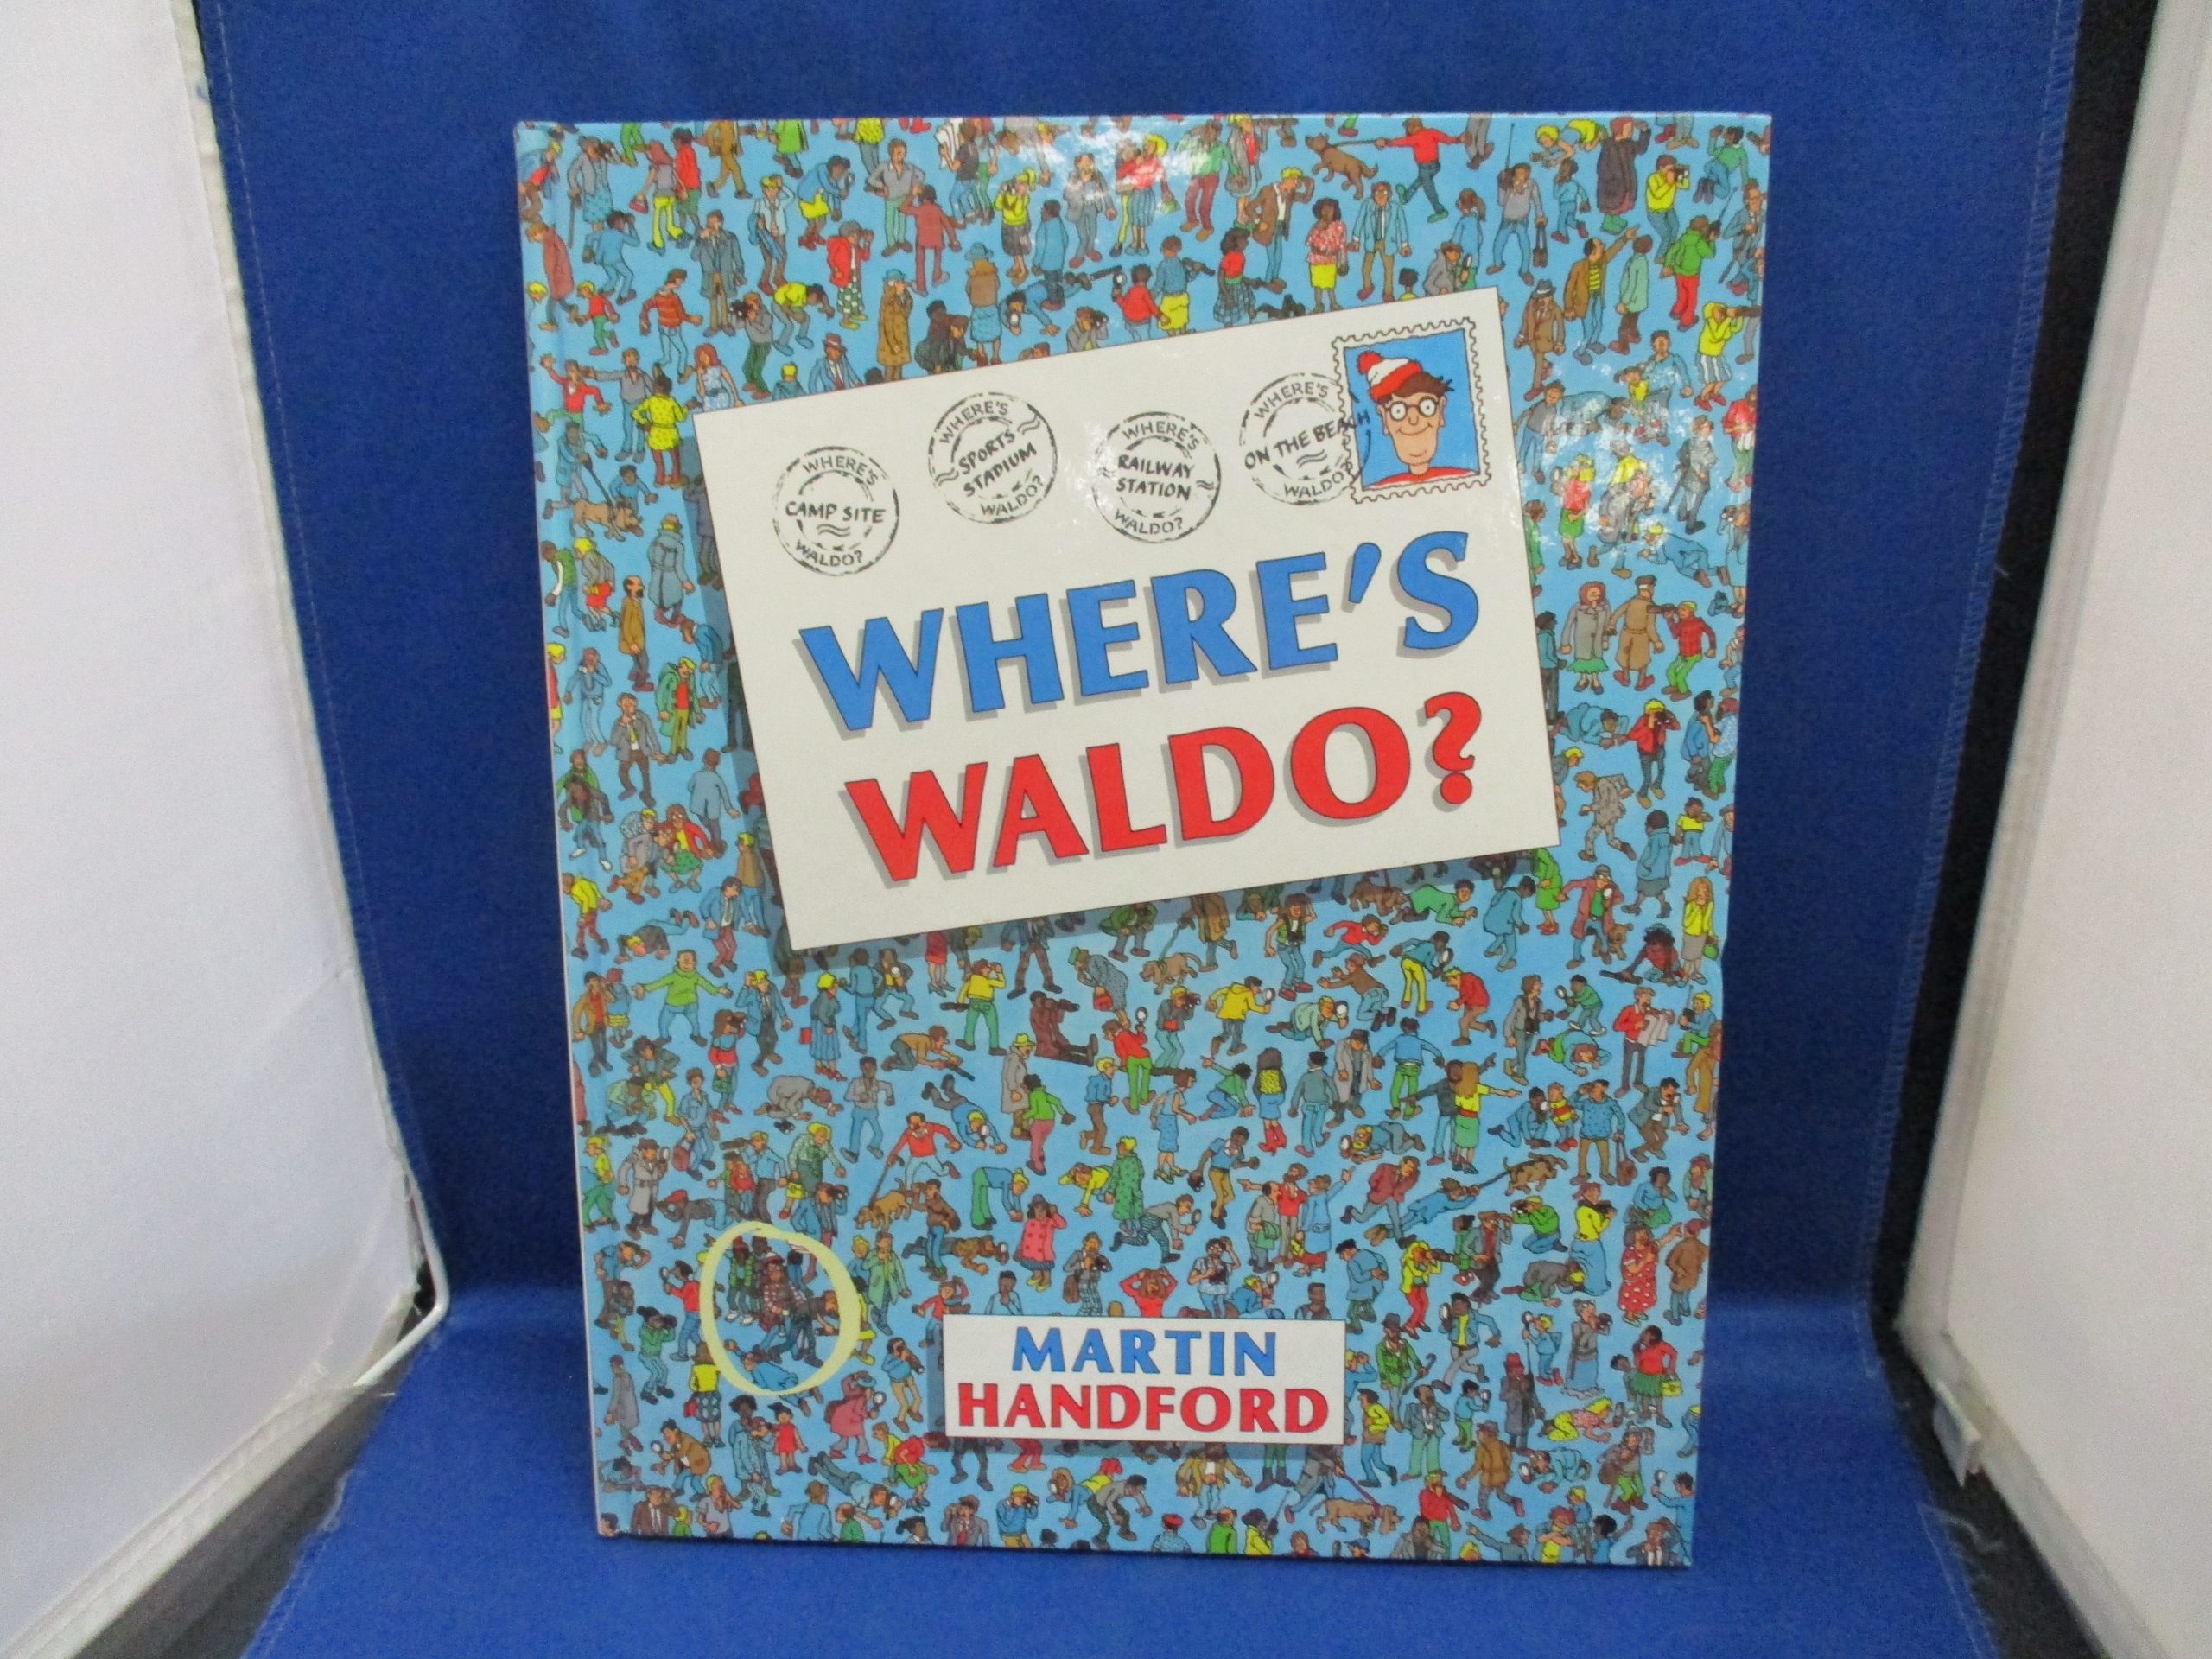 WHERE'S
CAMP SITE
WALDO?
WHERE'S
SPORTS
STADIUM
WALDO?
WHERE'S
RAILWAY
STATION
WALDO?
WHERE'S
ON THE BEACH
WALDO?
WHERE'S
WALDO?
MARTIN
HANDFORD